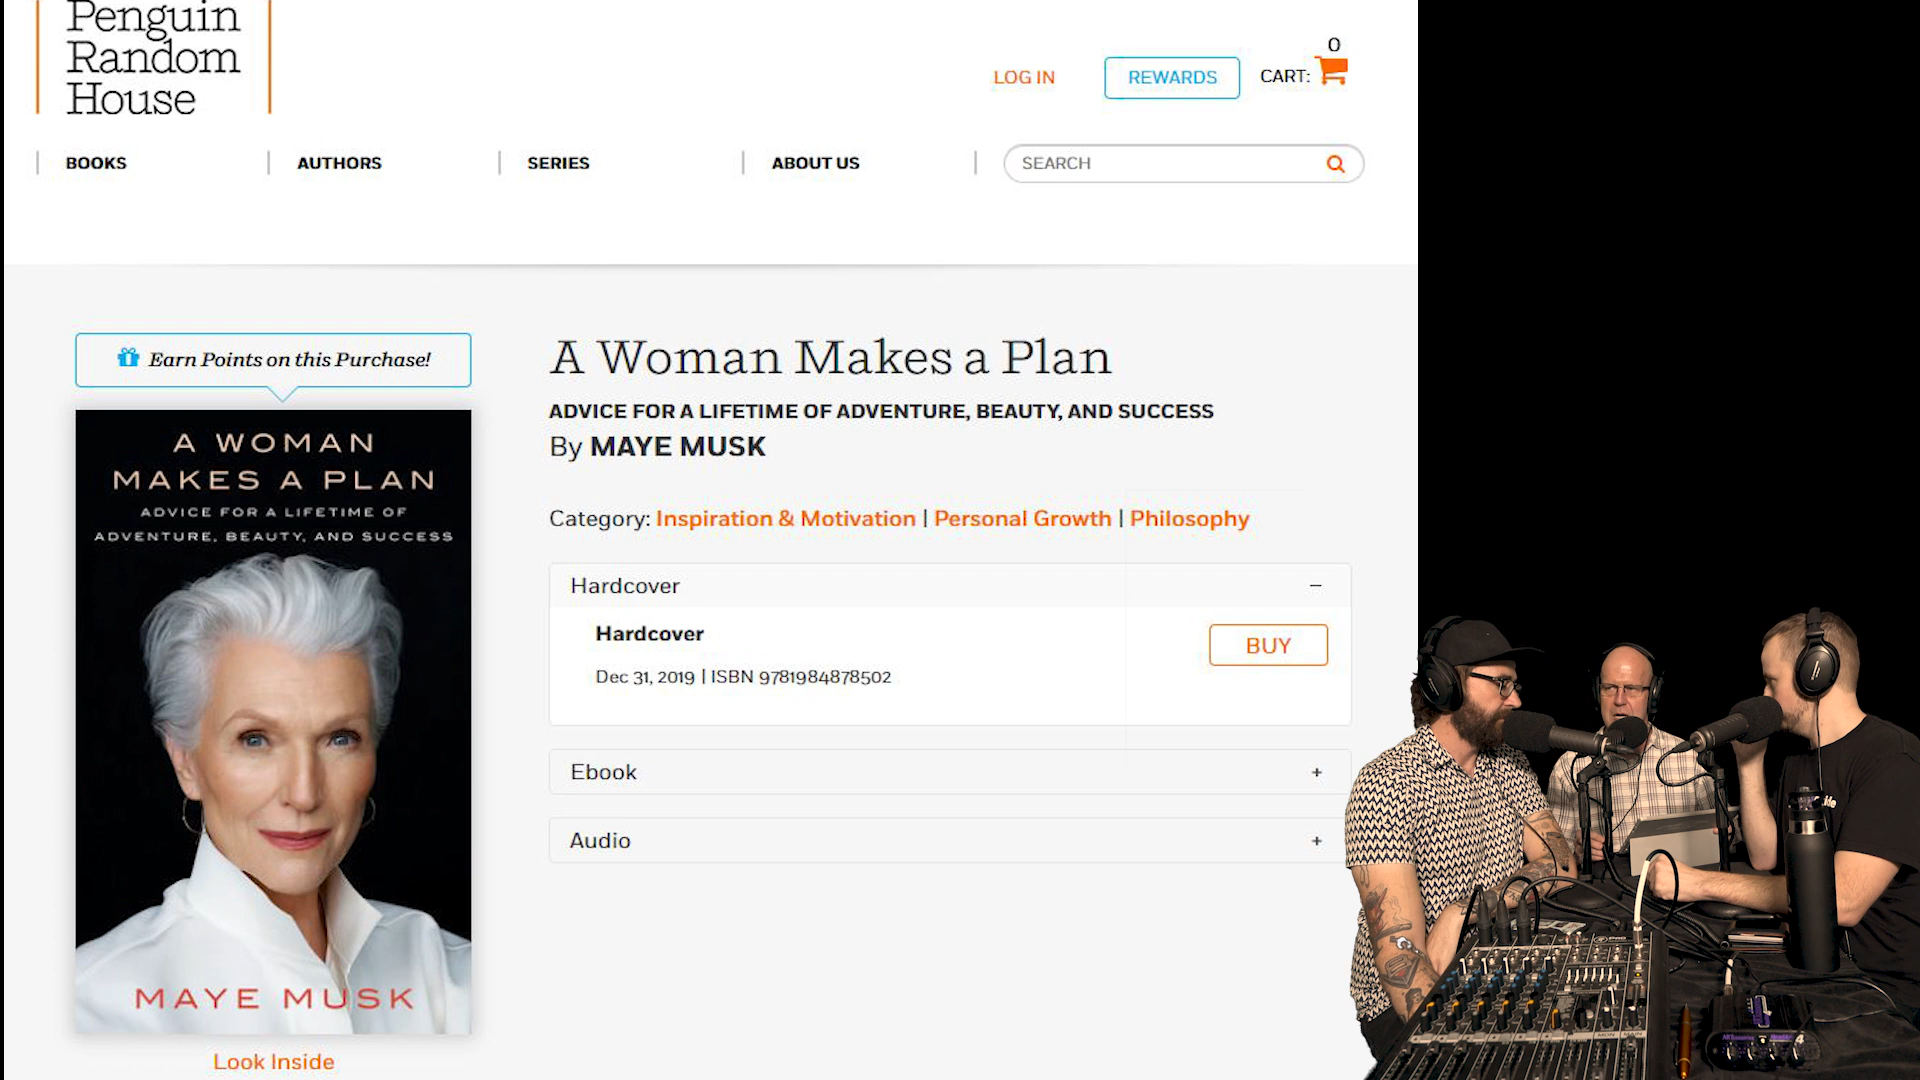 Penguin
Random
House
LOG IN
REWARDS
CART:
0
BOOKS
AUTHORS
SERIES
ABOUT US
SEARCH
Earn Points on this Purchase!
A WOMAN
MAKES A PLAN
ADVICE FOR A LIFETIME OF
ADVENTURE, BEAUTY, AND SUCCESS
MAYE MUSK
Look Inside
A Woman Makes a Plan
ADVICE FOR A LIFETIME OF ADVENTURE, BEAUTY, AND SUCCESS
By MAYE MUSK
Category: Inspiration & Motivation | Personal Growth | Philosophy
Hardcover –
Hardcover
BUY
Dec 31, 2019 | ISBN 9781984878502
Ebook +
Audio +